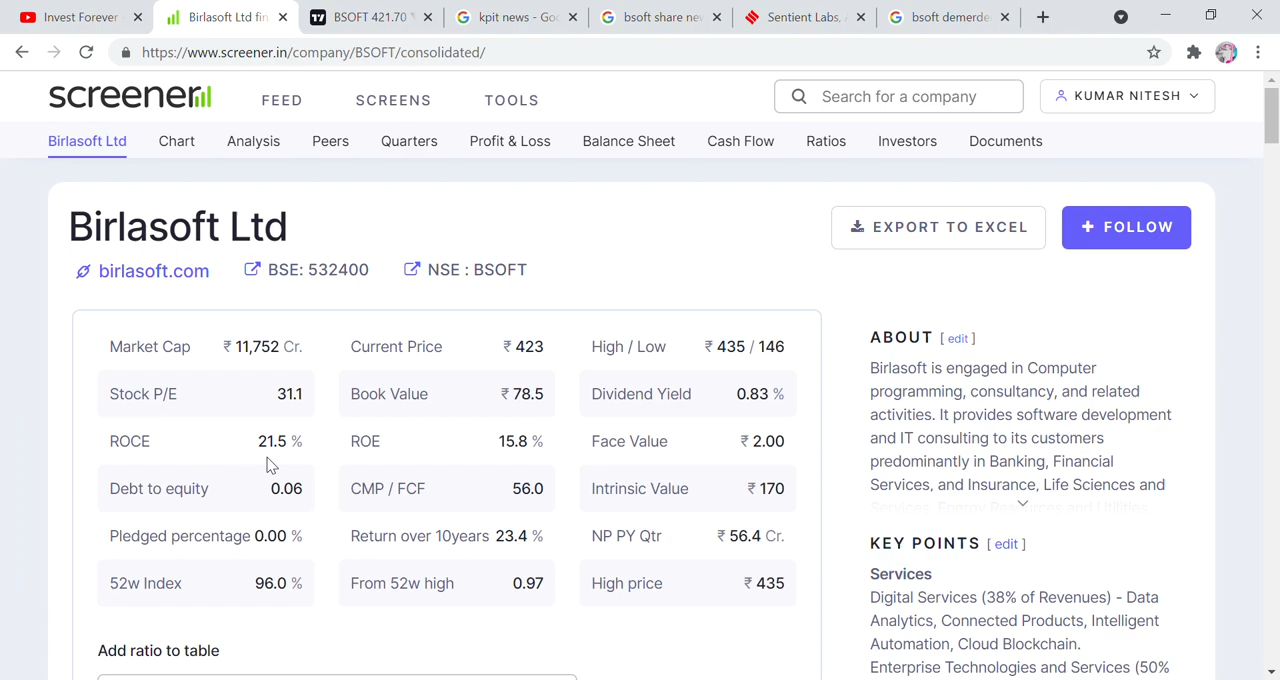 Invest Forever
Birlasoft Ltd fin
BSOFT 421.70
kpit news - Goo
bsoft share new
Sentient Labs, A
bsoft demerde
https://www.screener.in/company/BSOFT/consolidated/
screener
FEED
SCREENS
TOOLS
Search for a company
KUMAR NITESH
Birlasoft Ltd
Chart
Analysis
Peers
Quarters
Profit & Loss
Balance Sheet
Cash Flow
Ratios
Investors
Documents
Birlasoft Ltd
EXPORT TO EXCEL
+ FOLLOW
birlasoft.com
BSE: 532400
NSE : BSOFT
Market Cap ₹ 11,752 Cr.
Current Price ₹ 423
High / Low ₹ 435 / 146
Stock P/E 31.1
Book Value ₹ 78.5
Dividend Yield 0.83 %
ROCE 21.5 %
ROE 15.8 %
Face Value ₹ 2.00
Debt to equity 0.06
CMP / FCF 56.0
Intrinsic Value ₹ 170
Pledged percentage 0.00 %
Return over 10years 23.4 %
NP PY Qtr ₹ 56.4 Cr.
52w Index 96.0 %
From 52w high 0.97
High price ₹ 435
Add ratio to table
ABOUT [ edit ]
Birlasoft is engaged in Computer
programming, consultancy, and related
activities. It provides software development
and IT consulting to its customers
predominantly in Banking, Financial
Services, and Insurance, Life Sciences and
Services, Energy Resources and Utilities
KEY POINTS [ edit ]
Services
Digital Services (38% of Revenues) - Data
Analytics, Connected Products, Intelligent
Automation, Cloud Blockchain.
Enterprise Technologies and Services (50%